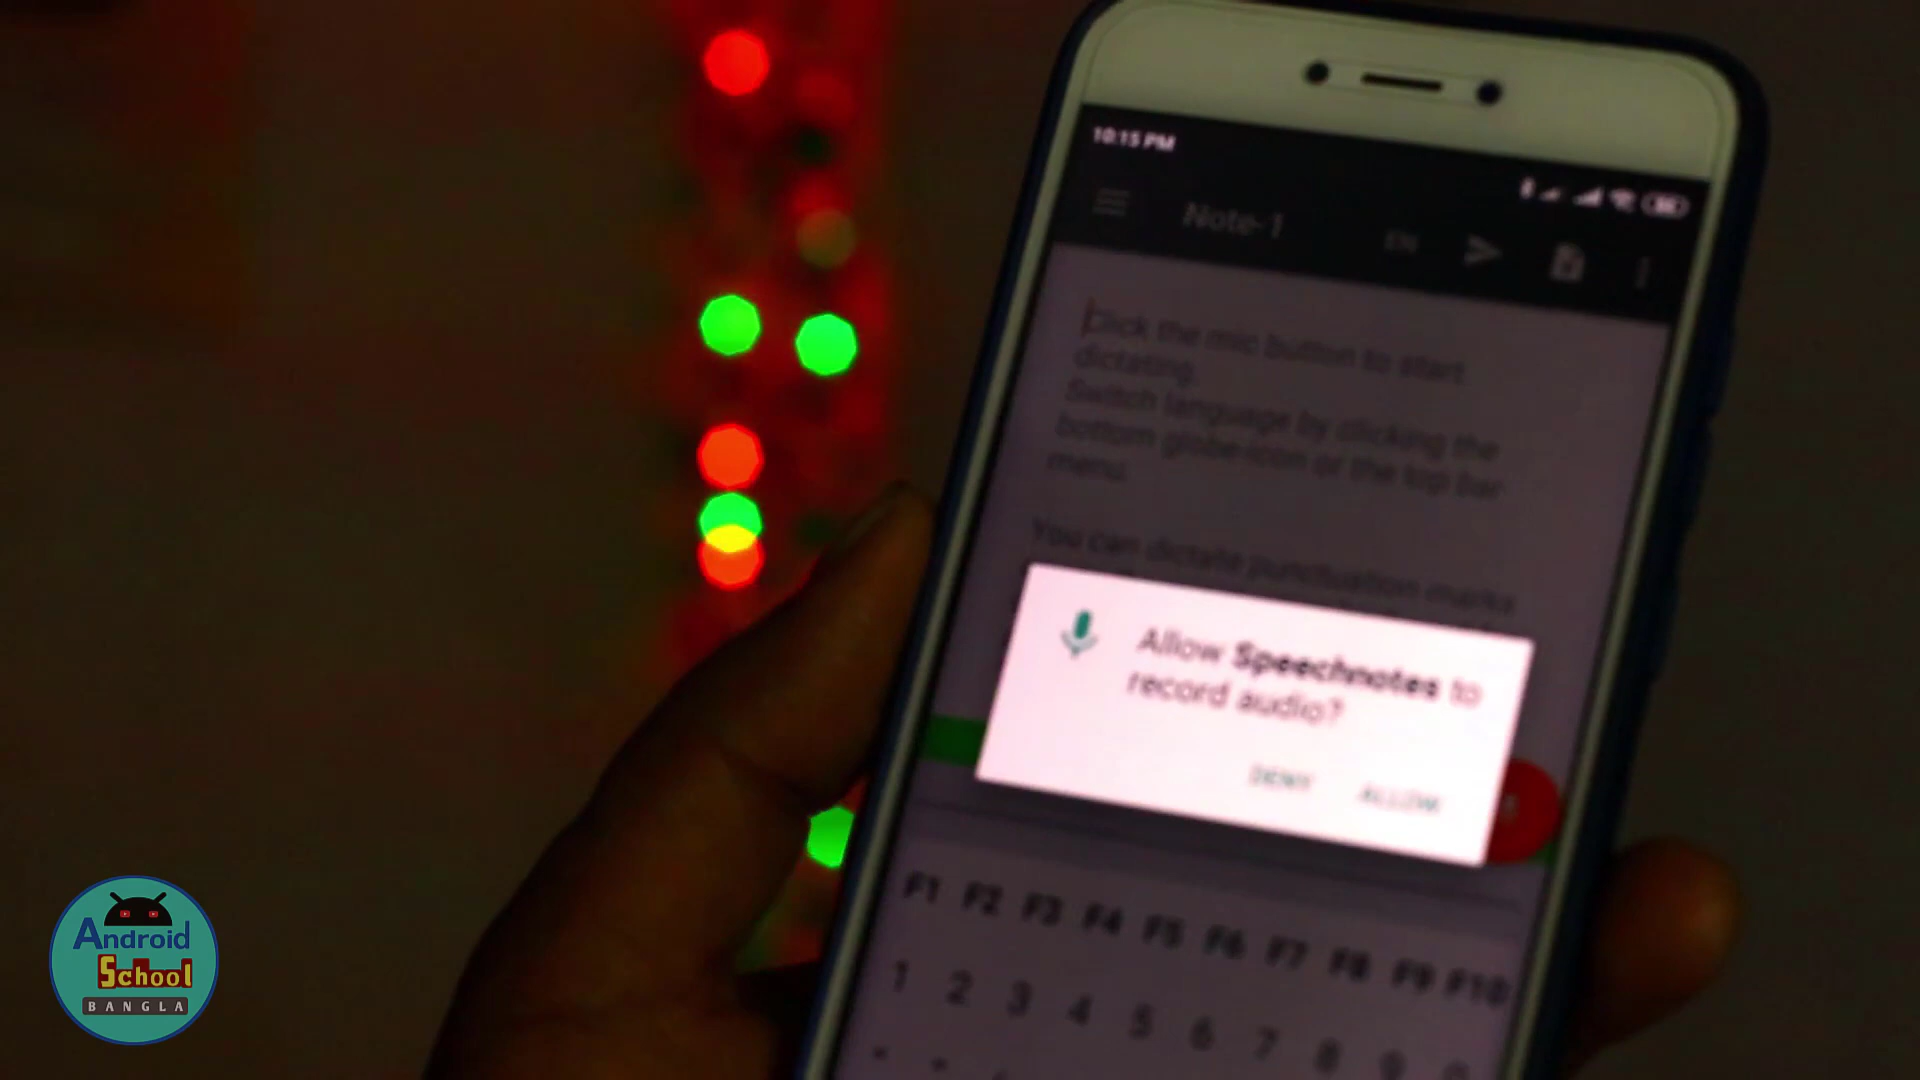 10:15 PM
Note-1
EN
Click the mic button to start
dictating.
Switch language by clicking the
bottom globe-icon or the top bar
menu.
You can dictate punctuation marks
Allow Speechnotes to
record audio?
DENY ALLOW
F1 F2 F3 F4 F5 F6 F7 F8 F9 F10
1 2 3 4 5 6 7 8 9 0
Android
School
BANGLA